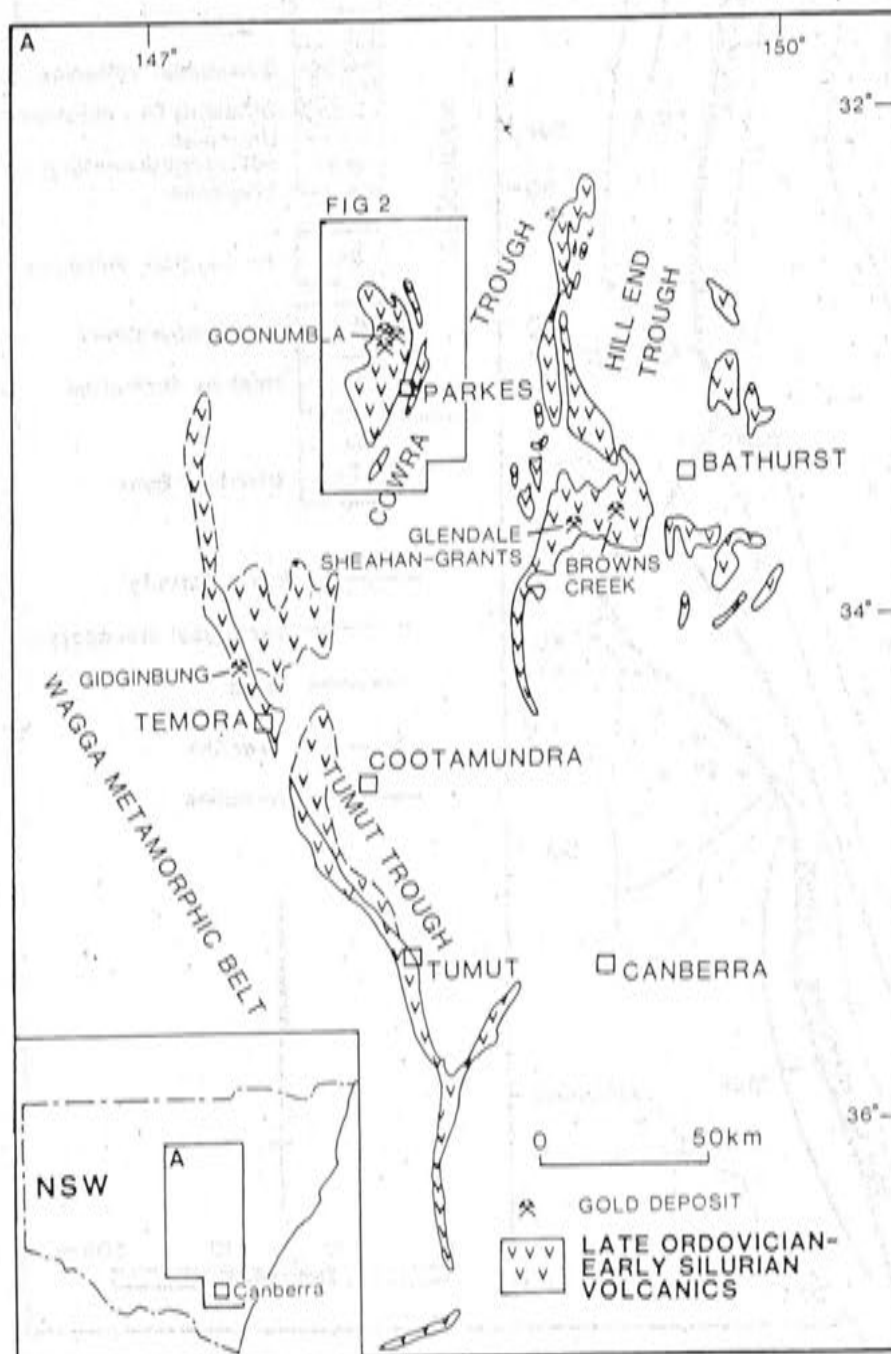 A
147°
150°
32°
FIG 2
TROUGH
HILL END
TROUGH
GOONUMB_A
PARKES
COWRA
BATHURST
GLENDALE
SHEAHAN-GRANTS
BROWNS
CREEK
34°
GIDGINBUNG
TEMORA
WAGGA METAMORPHIC BELT
COOTAMUNDRA
TUMUT TROUGH
TUMUT
CANBERRA
36°
0 50km
GOLD DEPOSIT
LATE ORDOVICIAN-
EARLY SILURIAN
VOLCANICS
A
NSW
Canberra